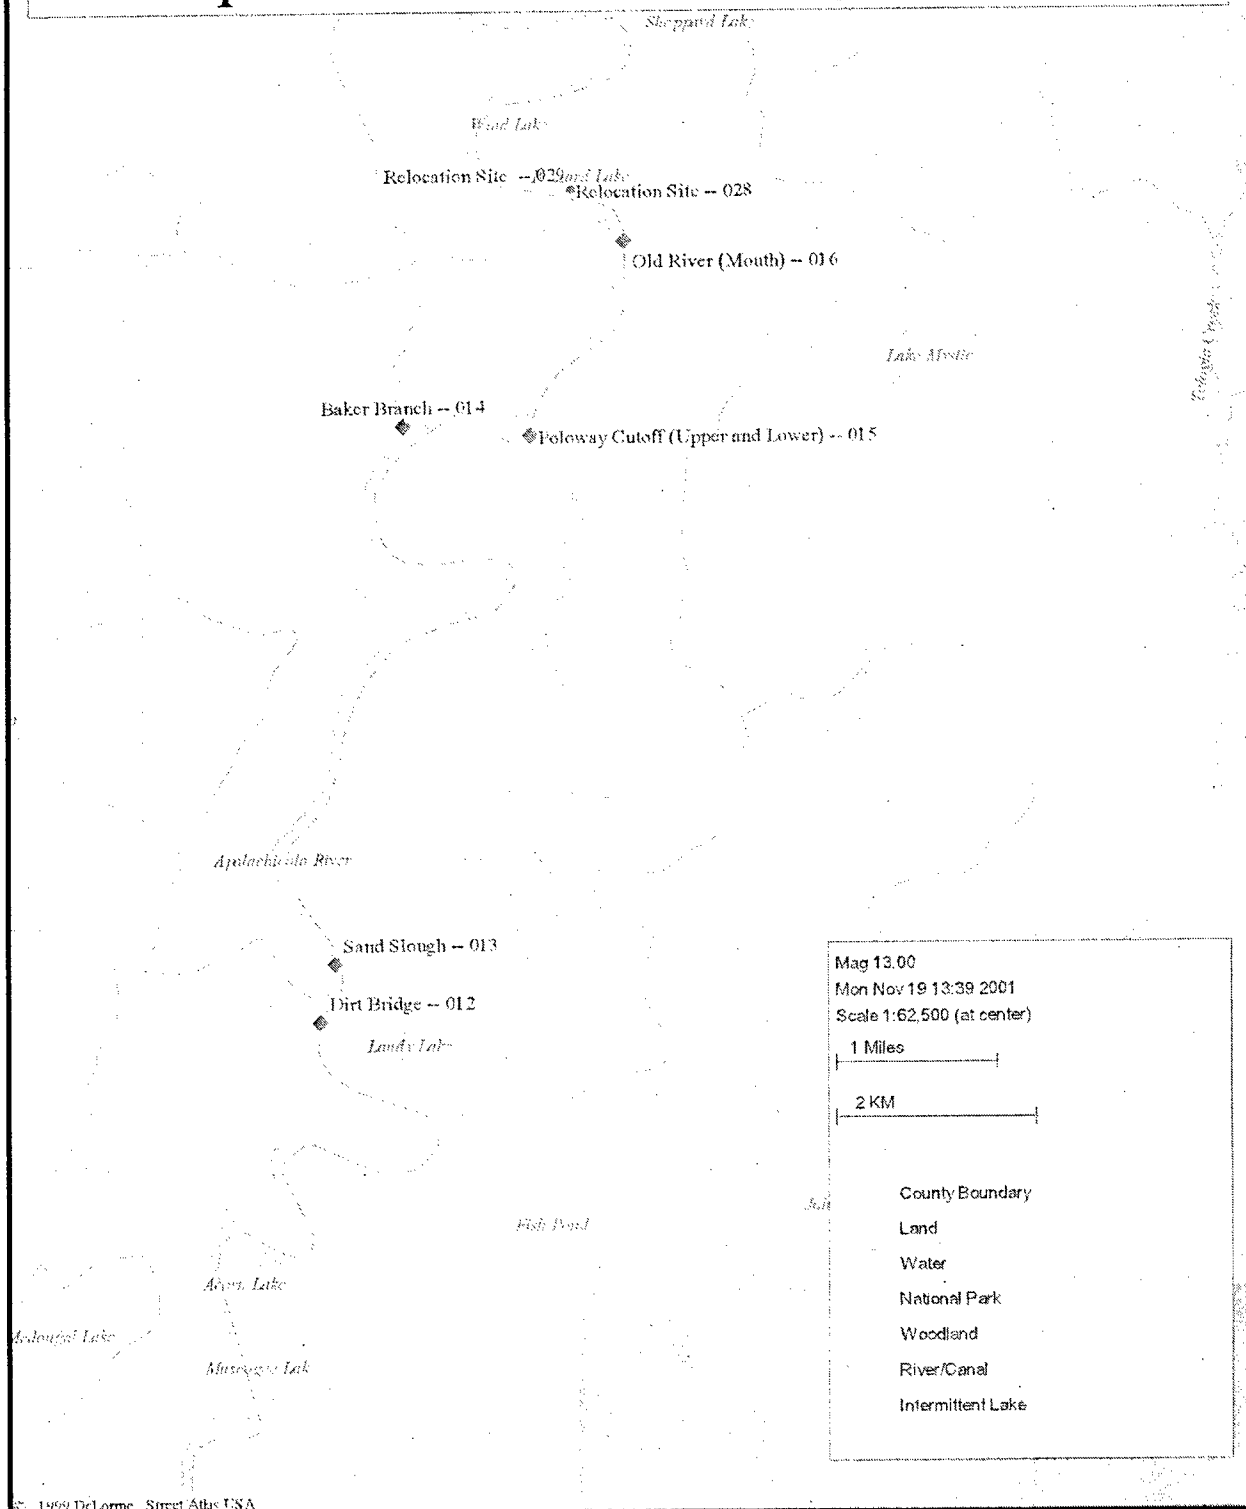 Sheppard Lake
Relocation Site -- 029
Relocation Site -- 028
Old River (Mouth) -- 016
Lake Mystic
Baker Branch -- 014
Poloway Cutoff (Upper and Lower) -- 015
Apalachicola River
Sand Slough -- 013
Dirt Bridge -- 012
Mag 13.00
Mon Nov 19 13:39 2001
Scale 1:62,500 (at center)
1 Miles
2 KM
County Boundary
Land
Water
National Park
Woodland
River/Canal
Intermittent Lake
Fish Pond
Lake
Lake
1999 DeLorme. Street Atlas USA